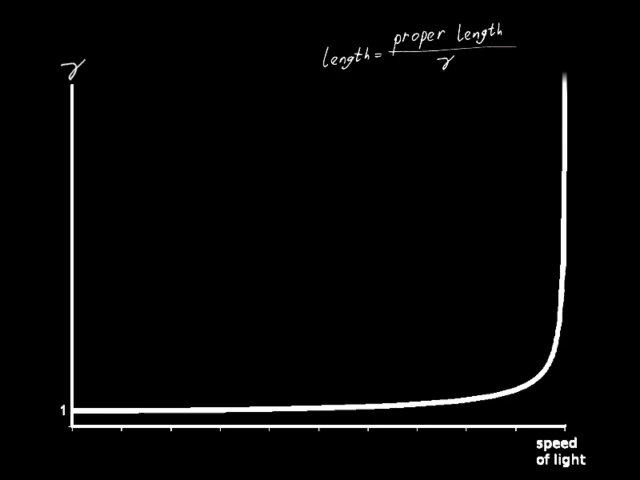 γ
length = proper length / γ
1
speed
of light